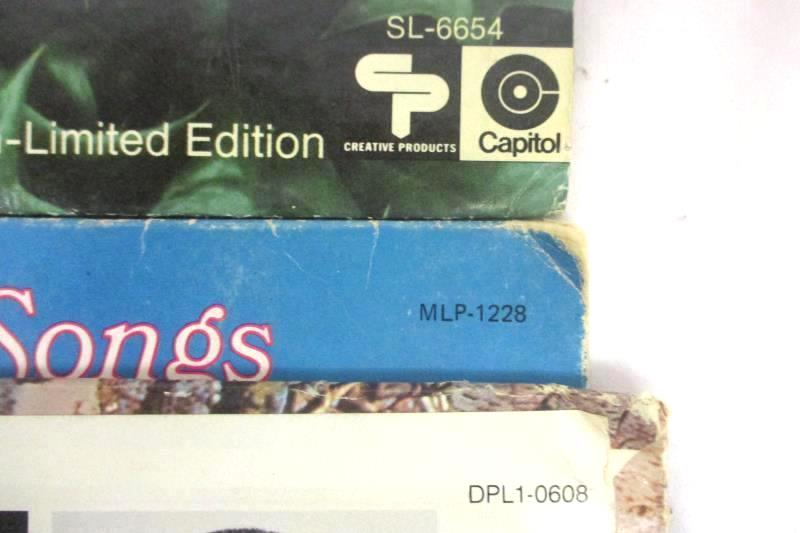 SL-6654
-Limited Edition
CREATIVE PRODUCTS
Capitol
Songs
MLP-1228
DPL1-0608